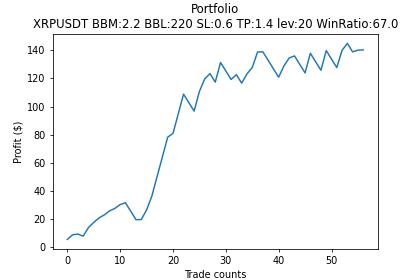 Portfolio
XRPUSDT BBM:2.2 BBL:220 SL:0.6 TP:1.4 lev:20 WinRatio:67.0
140
120
100
80
60
40
20
0
Profit ($)
0 10 20 30 40 50
Trade counts